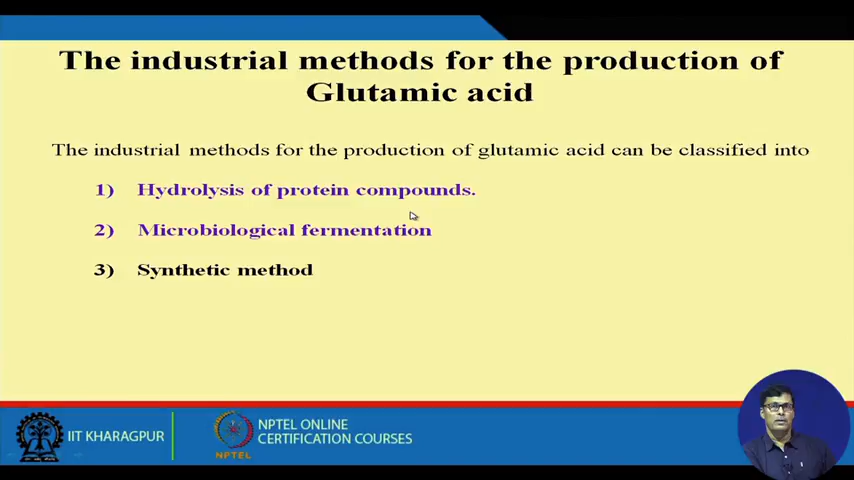 The industrial methods for the production of
Glutamic acid
The industrial methods for the production of glutamic acid can be classified into
1) Hydrolysis of protein compounds.
2) Microbiological fermentation
3) Synthetic method
IIT KHARAGPUR
NPTEL
NPTEL ONLINE
CERTIFICATION COURSES